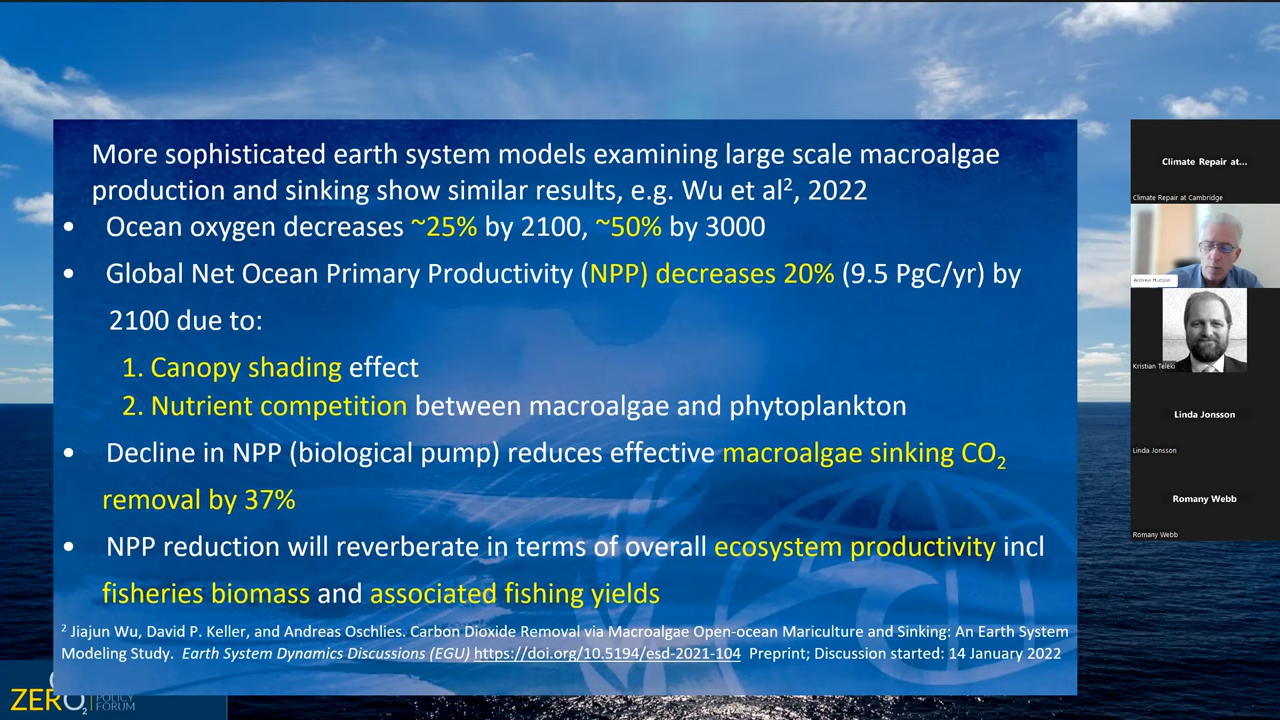 More sophisticated earth system models examining large scale macroalgae
production and sinking show similar results, e.g. Wu et al², 2022
• Ocean oxygen decreases ~25% by 2100, ~50% by 3000
• Global Net Ocean Primary Productivity (NPP) decreases 20% (9.5 PgC/yr) by
2100 due to:
1. Canopy shading effect
2. Nutrient competition between macroalgae and phytoplankton
• Decline in NPP (biological pump) reduces effective macroalgae sinking CO₂
removal by 37%
• NPP reduction will reverberate in terms of overall ecosystem productivity incl
fisheries biomass and associated fishing yields
² Jiajun Wu, David P. Keller, and Andreas Oschlies. Carbon Dioxide Removal via Macroalgae Open-ocean Mariculture and Sinking: An Earth System
Modeling Study. Earth System Dynamics Discussions (EGU) https://doi.org/10.5194/esd-2021-104 Preprint; Discussion started: 14 January 2022
ZERO₂
POLICY
FORUM
Climate Repair at...
Climate Repair at Cambridge
Andrew Hudson
Kristian Teleki
Linda Jonsson
Linda Jonsson
Romany Webb
Romany Webb